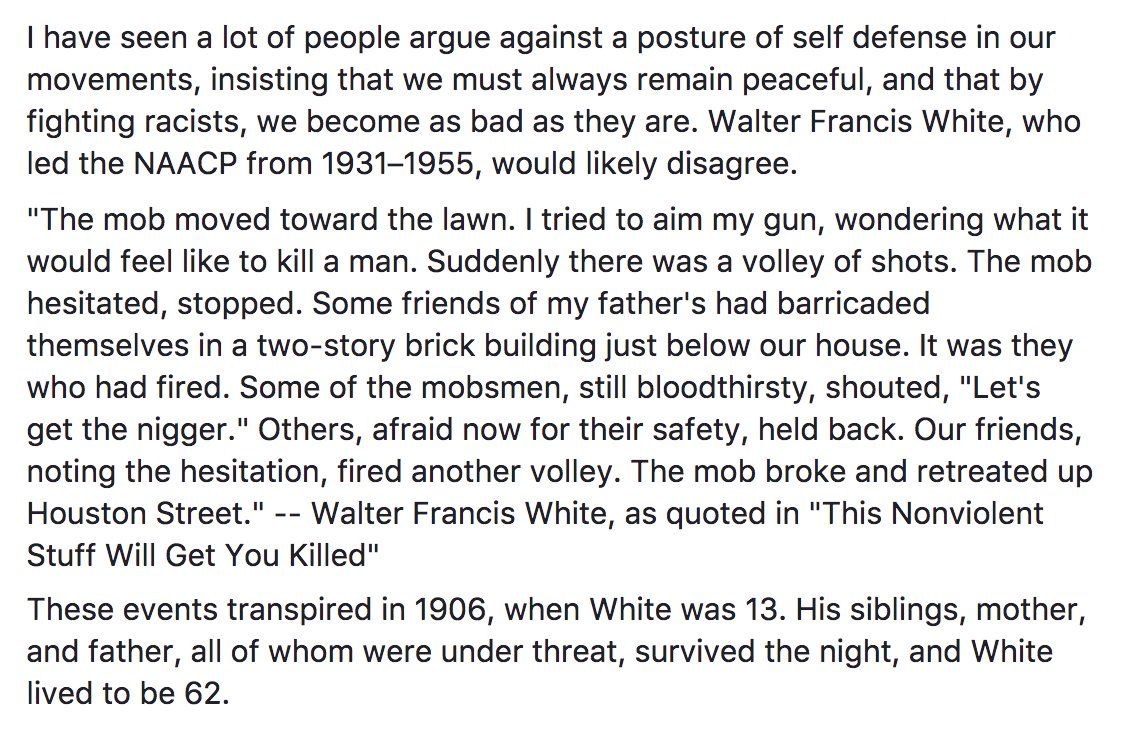 I have seen a lot of people argue against a posture of self defense in our
movements, insisting that we must always remain peaceful, and that by
fighting racists, we become as bad as they are. Walter Francis White, who
led the NAACP from 1931–1955, would likely disagree.
"The mob moved toward the lawn. I tried to aim my gun, wondering what it
would feel like to kill a man. Suddenly there was a volley of shots. The mob
hesitated, stopped. Some friends of my father's had barricaded
themselves in a two-story brick building just below our house. It was they
who had fired. Some of the mobsmen, still bloodthirsty, shouted, "Let's
get the nigger." Others, afraid now for their safety, held back. Our friends,
noting the hesitation, fired another volley. The mob broke and retreated up
Houston Street." -- Walter Francis White, as quoted in "This Nonviolent
Stuff Will Get You Killed"
These events transpired in 1906, when White was 13. His siblings, mother,
and father, all of whom were under threat, survived the night, and White
lived to be 62.